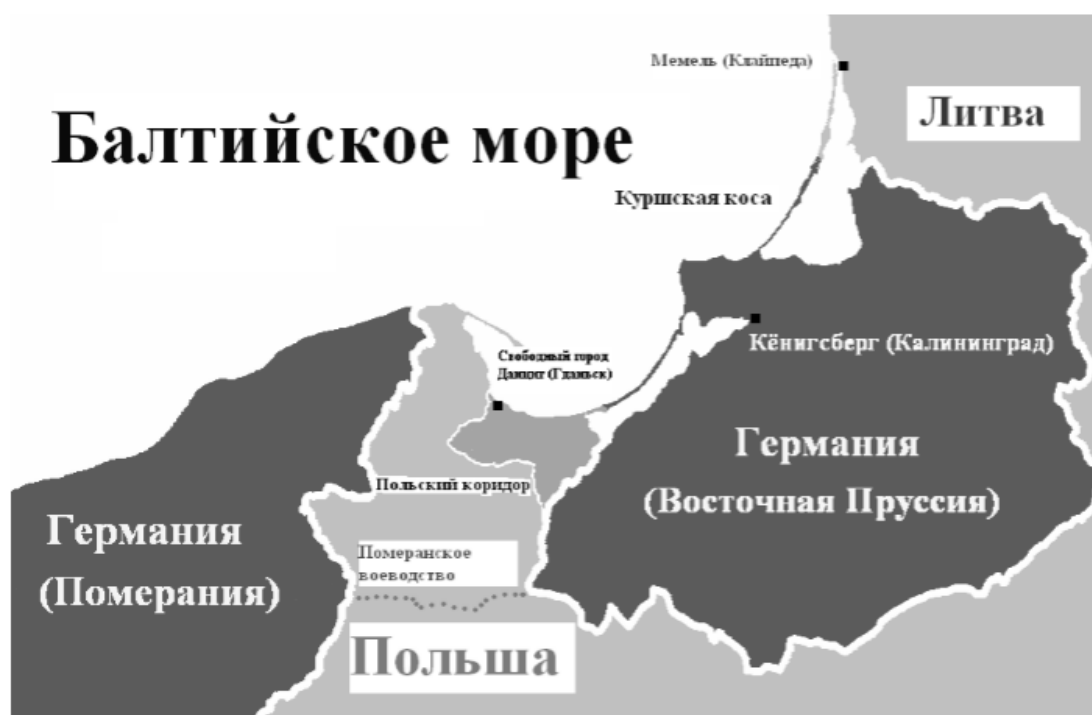 Мемель (Клайпеда)
Литва
Балтийское море
Куршская коса
Кёнигсберг (Калининград)
Свободный город
Данциг (Гданьск)
Германия
(Восточная Пруссия)
Польский коридор
Германия
(Померания)
Померанское
воеводство
Польша